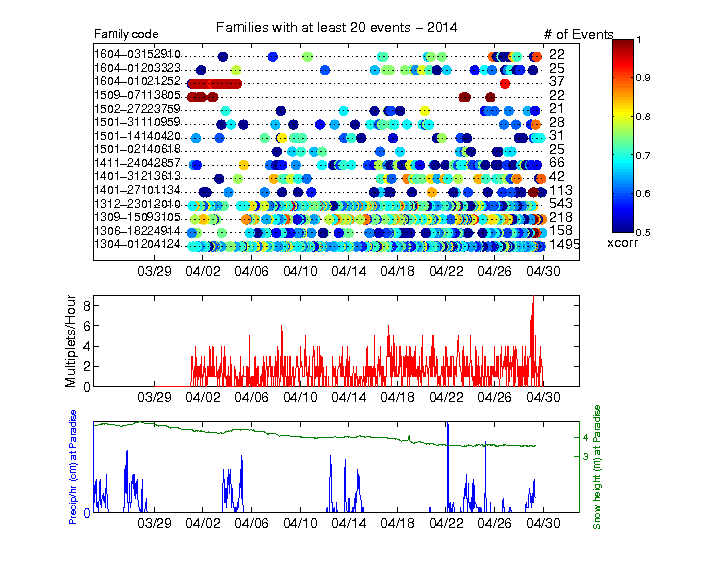 Families with at least 20 events – 2014
Family code
# of Events
1604–03152910 22
1604–01203323 25
1604–01021252 37
1509–07113805 22
1502–27223759 21
1501–31110959 28
1501–14140420 31
1501–02140618 25
1411–24042857 66
1401–31213613 42
1401–27101134 113
1312–23012010 543
1309–15093105 218
1306–18224914 158
1304–01204124 1495
03/29 04/02 04/06 04/10 04/14 04/18 04/22 04/26 04/30
1
0.9
0.8
0.7
0.6
0.5
xcorr
Multiplets/Hour
8
6
4
2
0
03/29 04/02 04/06 04/10 04/14 04/18 04/22 04/26 04/30
Precip/hr (cm) at Paradise
0
4
3
Snow height (m) at Paradise
03/29 04/02 04/06 04/10 04/14 04/18 04/22 04/26 04/30